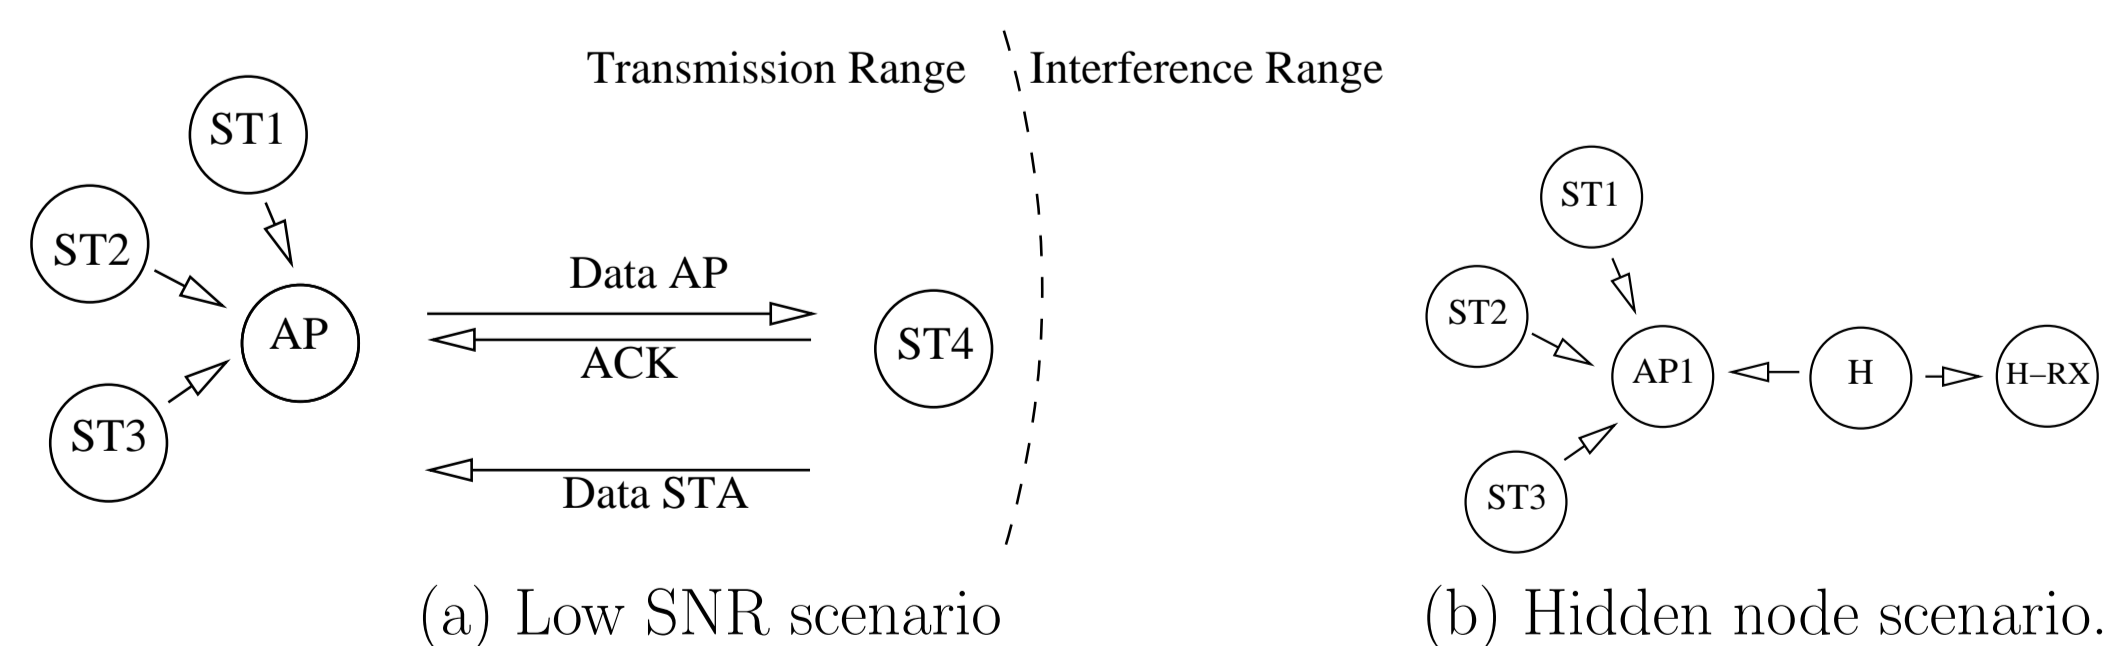 Transmission Range
Interference Range
ST1
ST2
AP
ST3
Data AP
ACK
ST4
Data STA
(a) Low SNR scenario
ST1
ST2
AP1
H
H–RX
ST3
(b) Hidden node scenario.